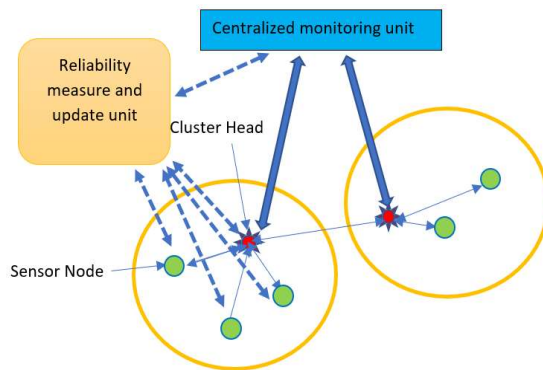 Centralized monitoring unit
Reliability
measure and
update unit
Cluster Head
Sensor Node